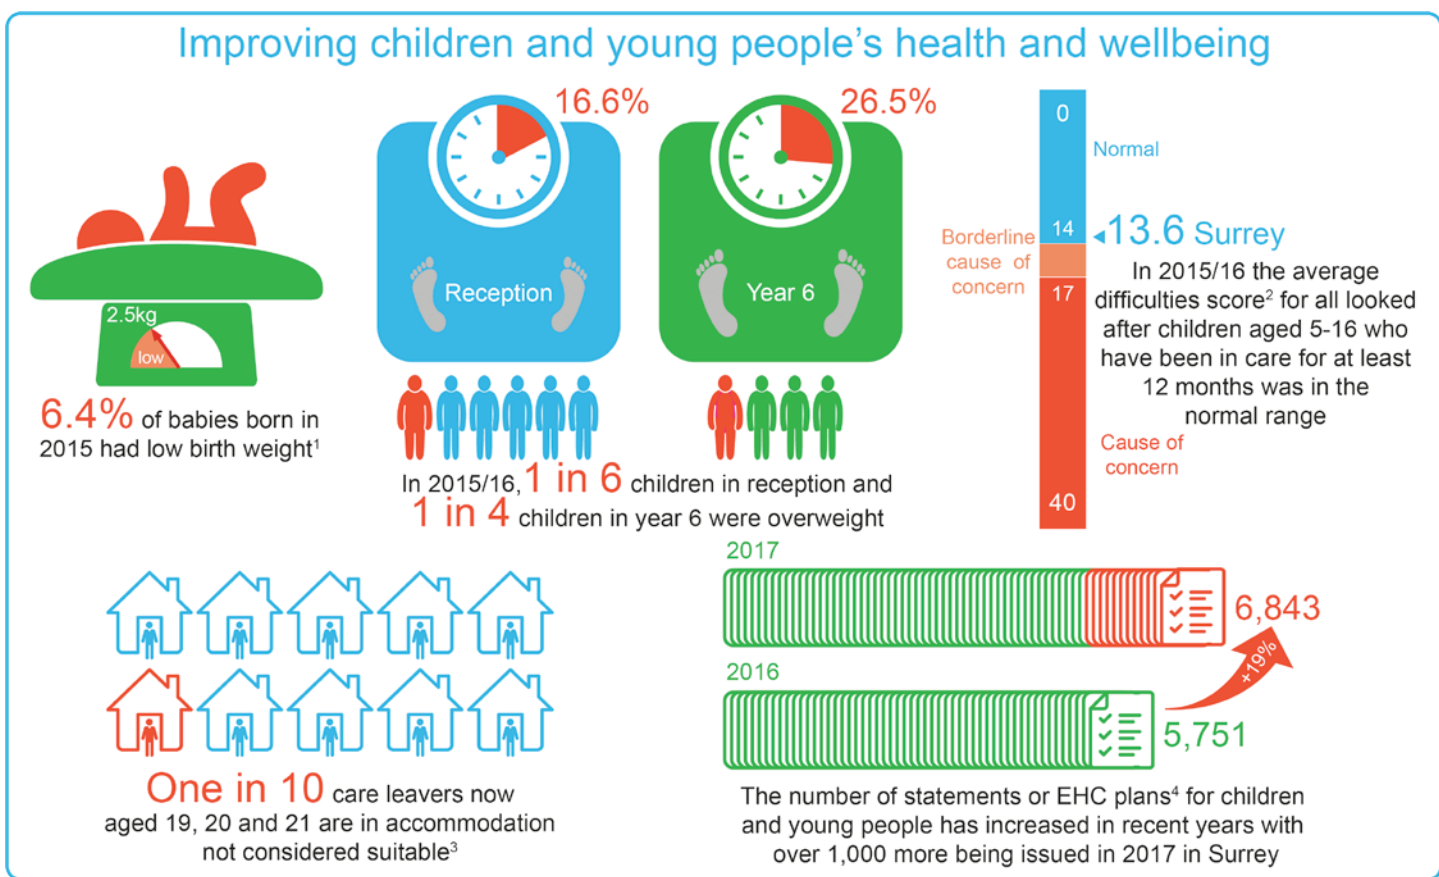 Improving children and young people's health and wellbeing
2.5kg
low
6.4% of babies born in
2015 had low birth weight¹
16.6%
Reception
26.5%
Year 6
In 2015/16, 1 in 6 children in reception and
1 in 4 children in year 6 were overweight
0
Normal
14
Borderline
cause of
concern
17
Cause of
concern
40
13.6 Surrey
In 2015/16 the average
difficulties score² for all looked
after children aged 5-16 who
have been in care for at least
12 months was in the
normal range
One in 10 care leavers now
aged 19, 20 and 21 are in accommodation
not considered suitable³
2017
6,843
+19%
2016
5,751
The number of statements or EHC plans⁴ for children
and young people has increased in recent years with
over 1,000 more being issued in 2017 in Surrey